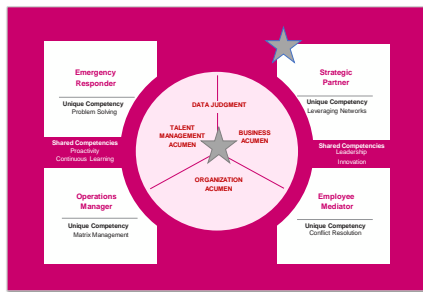 Emergency
Responder
Unique Competency
Problem Solving
Strategic
Partner
Unique Competency
Leveraging Networks
DATA JUDGMENT
TALENT
MANAGEMENT
ACUMEN
BUSINESS
ACUMEN
ORGANIZATION
ACUMEN
Shared Competencies
Proactivity
Continuous Learning
Shared Competencies
Leadership
Innovation
Operations
Manager
Unique Competency
Matrix Management
Employee
Mediator
Unique Competency
Conflict Resolution